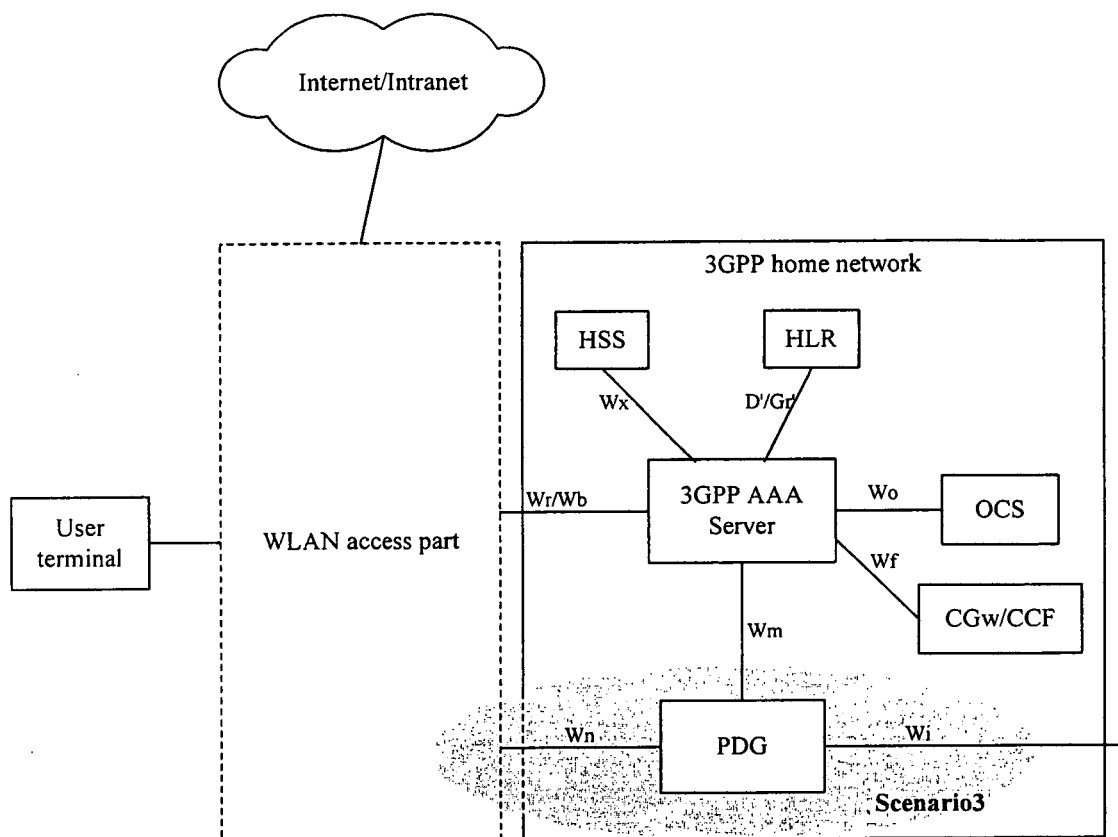 Internet/Intranet
3GPP home network
HSS
HLR
Wx
D'/Gr'
User
terminal
WLAN access part
Wr/Wb
3GPP AAA
Server
Wo
OCS
Wf
CGw/CCF
Wm
Wn
PDG
Wi
Scenario3